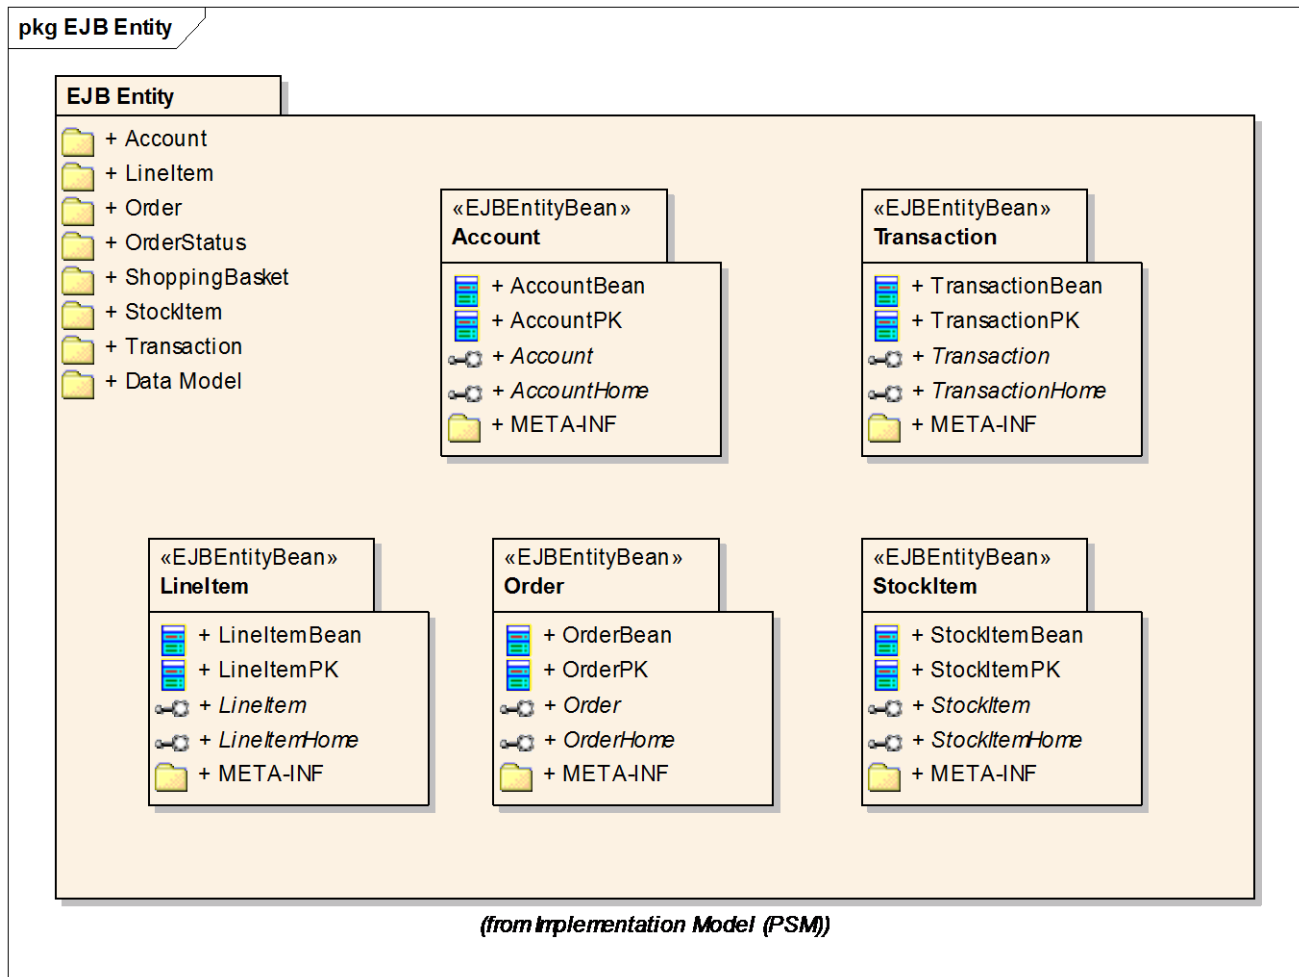 pkg EJB Entity
EJB Entity
+ Account
+ LineItem
+ Order
+ OrderStatus
+ ShoppingBasket
+ StockItem
+ Transaction
+ Data Model
«EJBEntityBean»
Account
+ AccountBean
+ AccountPK
+ Account
+ AccountHome
+ META-INF
«EJBEntityBean»
Transaction
+ TransactionBean
+ TransactionPK
+ Transaction
+ TransactionHome
+ META-INF
«EJBEntityBean»
LineItem
+ LineItemBean
+ LineItemPK
+ LineItem
+ LineItemHome
+ META-INF
«EJBEntityBean»
Order
+ OrderBean
+ OrderPK
+ Order
+ OrderHome
+ META-INF
«EJBEntityBean»
StockItem
+ StockItemBean
+ StockItemPK
+ StockItem
+ StockItemHome
+ META-INF
(from Implementation Model (PSM))